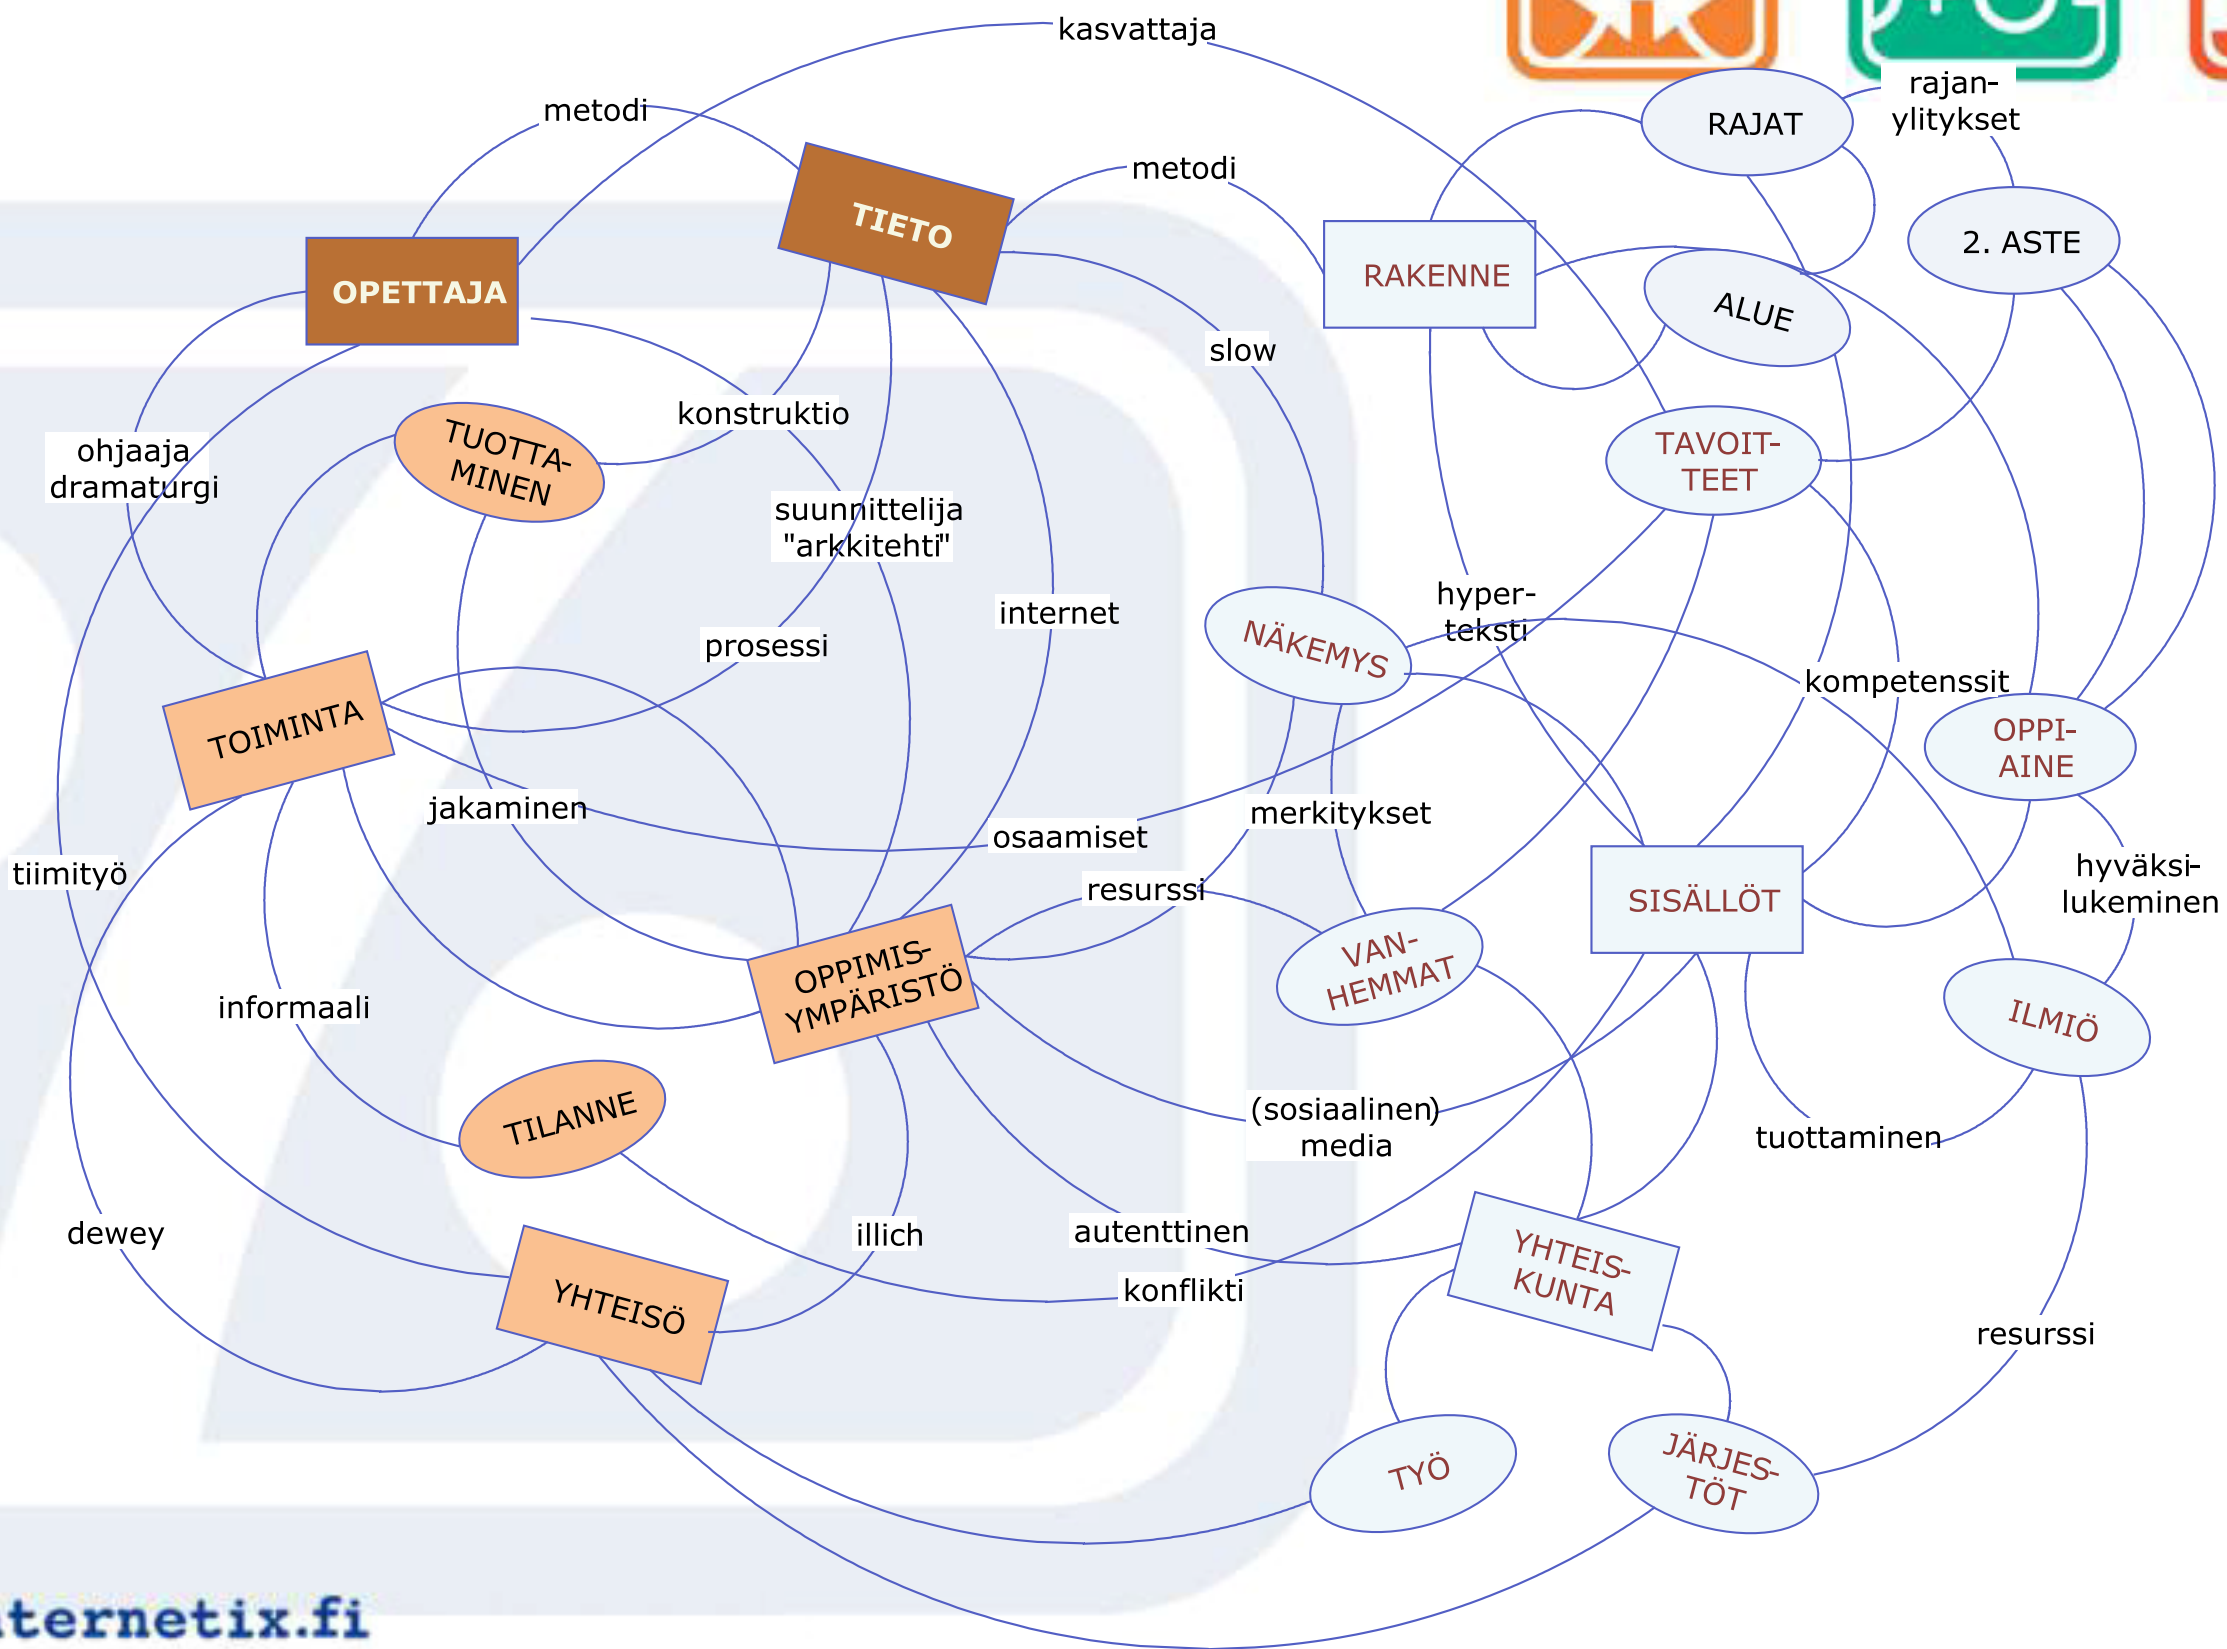 kasvattaja
rajan-
ylitykset
metodi
RAJAT
metodi
TIETO
2. ASTE
RAKENNE
OPETTAJA
ALUE
slow
konstruktio
TUOTTA-
MINEN
TAVOIT-
TEET
ohjaaja
dramaturgi
suunnittelija
"arkkitehti"
hyper-
teksti
internet
prosessi
NÄKEMYS
kompetenssit
TOIMINTA
OPPI-
AINE
jakaminen
merkitykset
osaamiset
tiimityö
hyväksi-
lukeminen
resurssi
SISÄLLÖT
VAN-
HEMMAT
OPPIMIS-
YMPÄRISTÖ
informaali
ILMIÖ
TILANNE
(sosiaalinen)
media
tuottaminen
dewey
illich
autenttinen
YHTEIS-
KUNTA
konflikti
YHTEISÖ
resurssi
TYÖ
JÄRJES-
TÖT
ternetix.fi